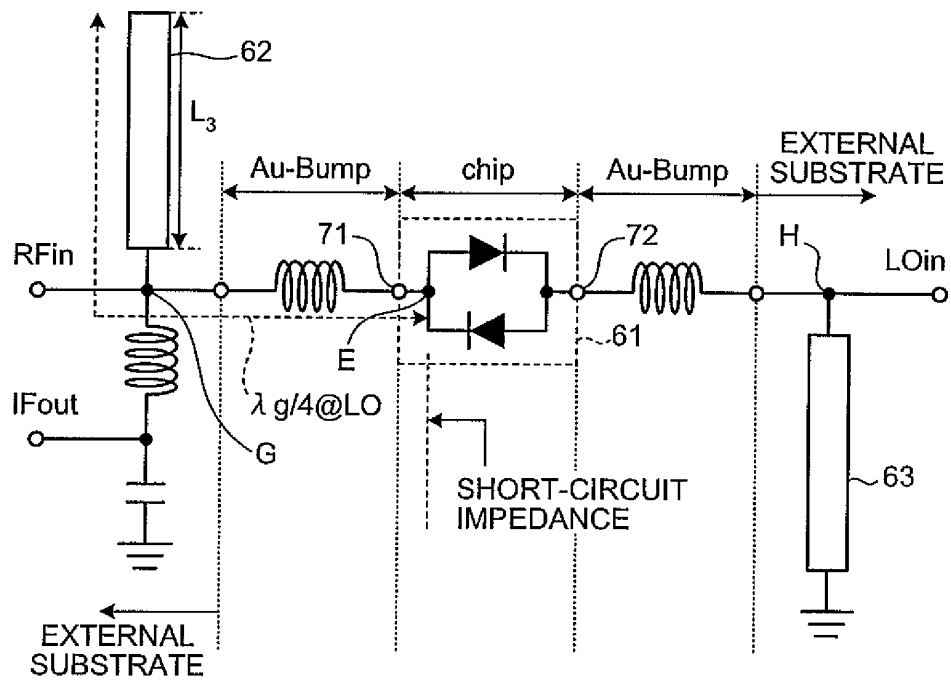 62
L3
EXTERNAL
SUBSTRATE
Au-Bump
chip
Au-Bump
71
72
H
RFin
LOin
E
61
λg/4@LO
IFout
G
SHORT-CIRCUIT
IMPEDANCE
63
EXTERNAL
SUBSTRATE